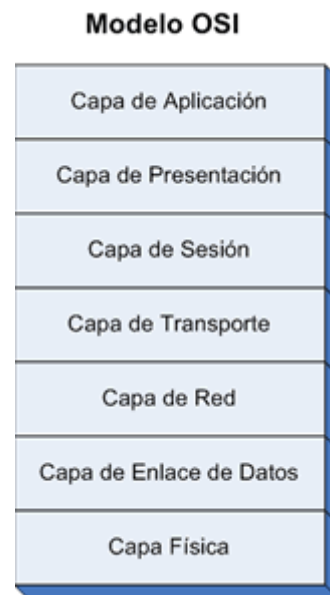 Modelo OSI
Capa de Aplicación
Capa de Presentación
Capa de Sesión
Capa de Transporte
Capa de Red
Capa de Enlace de Datos
Capa Física